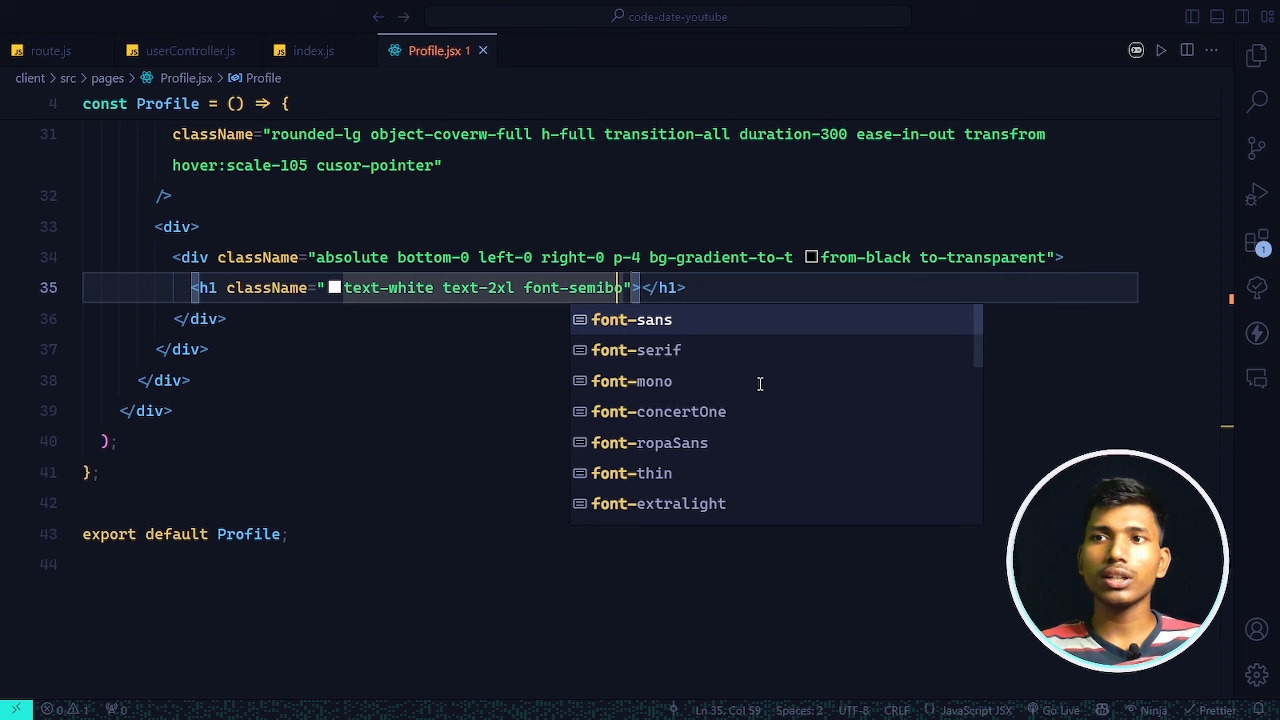 code-date-youtube
route.js
userController.js
index.js
Profile.jsx 1
client > src > pages > Profile.jsx > Profile
4 const Profile = () => {
31 className="rounded-lg object-coverw-full h-full transition-all duration-300 ease-in-out transfrom
hover:scale-105 cusor-pointer"
32 />
33 <div>
34 <div className="absolute bottom-0 left-0 right-0 p-4 bg-gradient-to-t from-black to-transparent">
35 <h1 className="text-white text-2xl font-semibo"></h1>
font-sans
36 </div>
font-serif
37 </div>
font-mono
38 </div>
font-concertOne
39 </div>
font-ropaSans
40 );
font-thin
41 };
font-extralight
42
43 export default Profile;
44
0 1 0 Ln 35, Col 59 Spaces: 2 UTF-8 CRLF {} JavaScript JSX Go Live Ninja Prettier
1